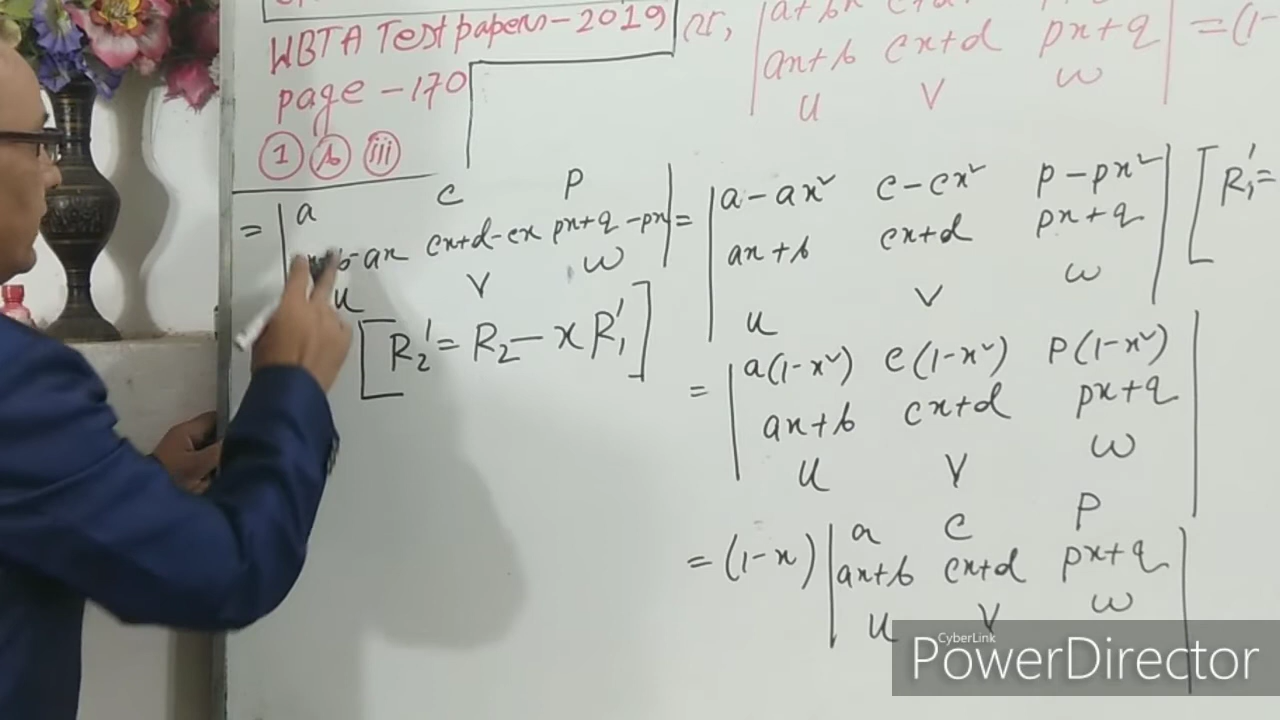 WBTA Test papers-2019
page -170
① ⓑ ⓘⓘⓘ
ax+b cx+d px+q = (1-
u v w
= | a c p
-ax cx+d-cx px+q -px |
u v w
[R₂' = R₂ - xR₁']
= | a-ax² c-cx² p-px² | [R₁' =
ax+b cx+d px+q
u v w
= | a(1-x²) c(1-x²) p(1-x²) |
ax+b cx+d px+q
u v w
= (1-x) | a c p |
ax+b cx+d px+q
u v w
CyberLink
PowerDirector